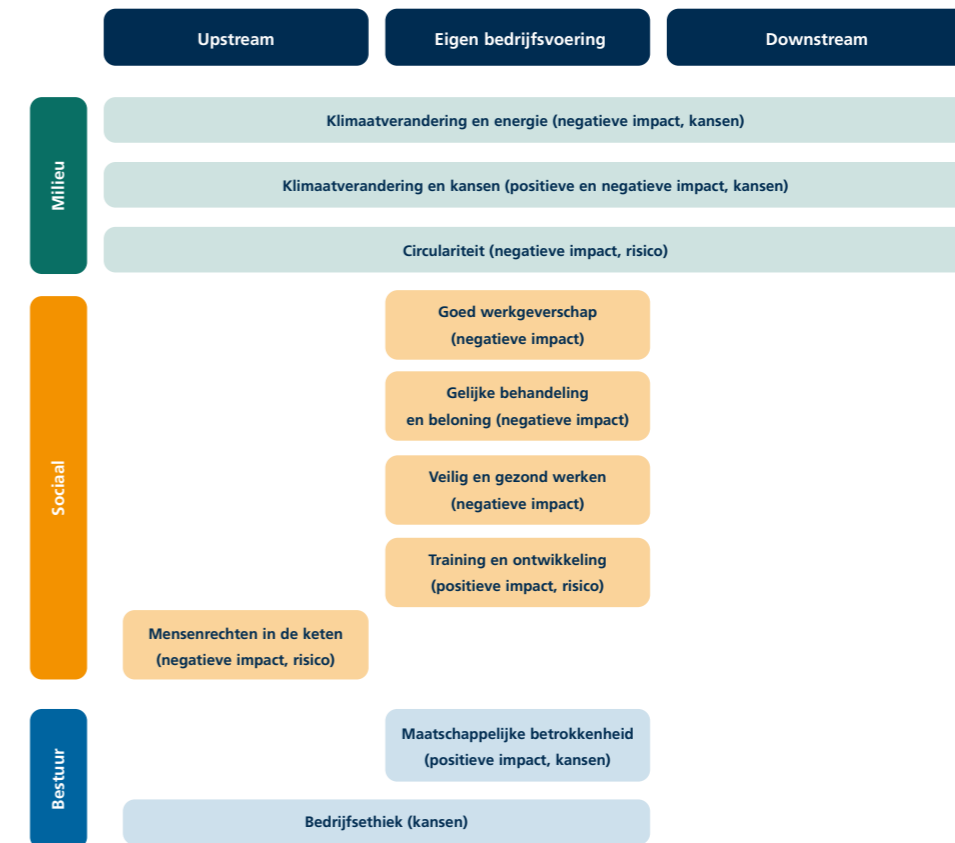 Upstream
Eigen bedrijfsvoering
Downstream
Milieu
Klimaatverandering en energie (negatieve impact, kansen)
Klimaatverandering en kansen (positieve en negatieve impact, kansen)
Circulariteit (negatieve impact, risico)
Sociaal
Goed werkgeverschap
(negatieve impact)
Gelijke behandeling
en beloning (negatieve impact)
Veilig en gezond werken
(negatieve impact)
Training en ontwikkeling
(positieve impact, risico)
Mensenrechten in de keten
(negatieve impact, risico)
Bestuur
Maatschappelijke betrokkenheid
(positieve impact, kansen)
Bedrijfsethiek (kansen)